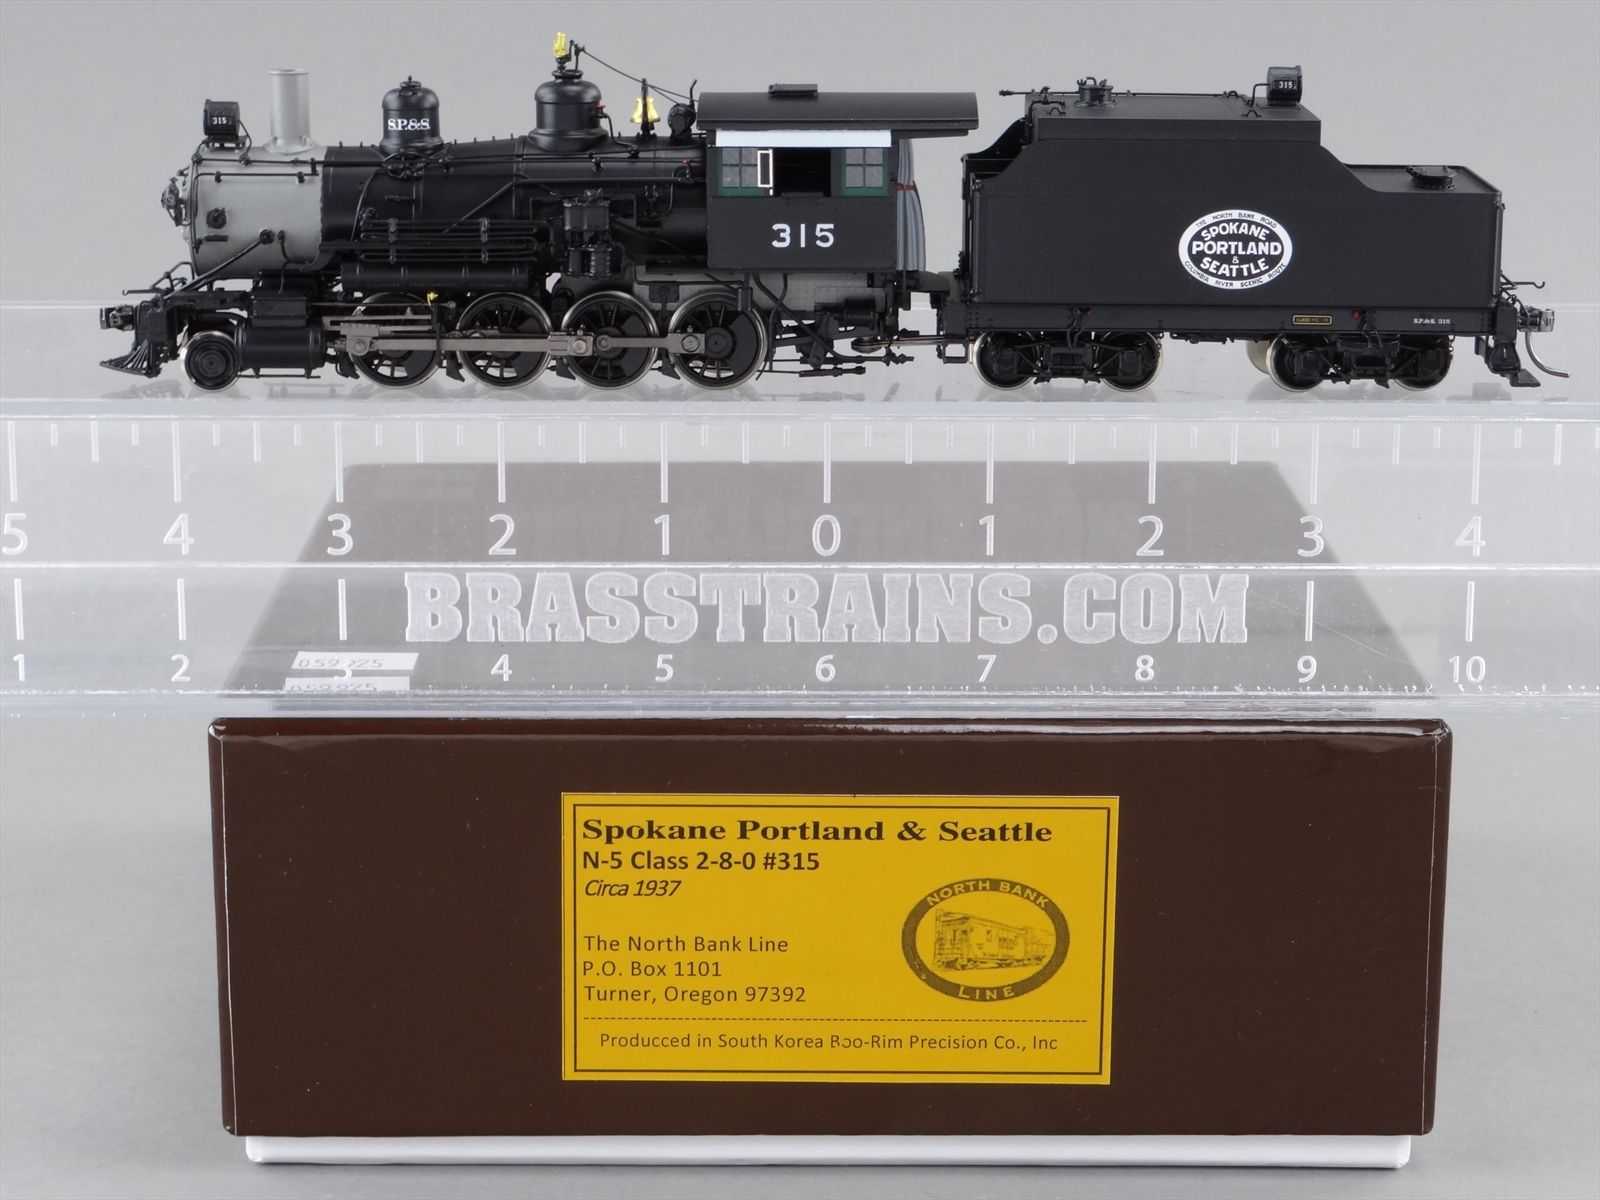 315
S.P.&S.
315
315
THE NORTH BANK ROAD
SPOKANE
PORTLAND
&
SEATTLE
COLUMBIA RIVER SCENIC ROUTE
S.P.&S. 315
5 4 3 2 1 0 1 2 3 4
BRASSTRAINS.COM
1 2 3 4 5 6 7 8 9 10
Spokane Portland & Seattle
N-5 Class 2-8-0 #315
Circa 1937
The North Bank Line
P.O. Box 1101
Turner, Oregon 97392
NORTH BANK
LINE
Producced in South Korea Boo-Rim Precision Co., Inc